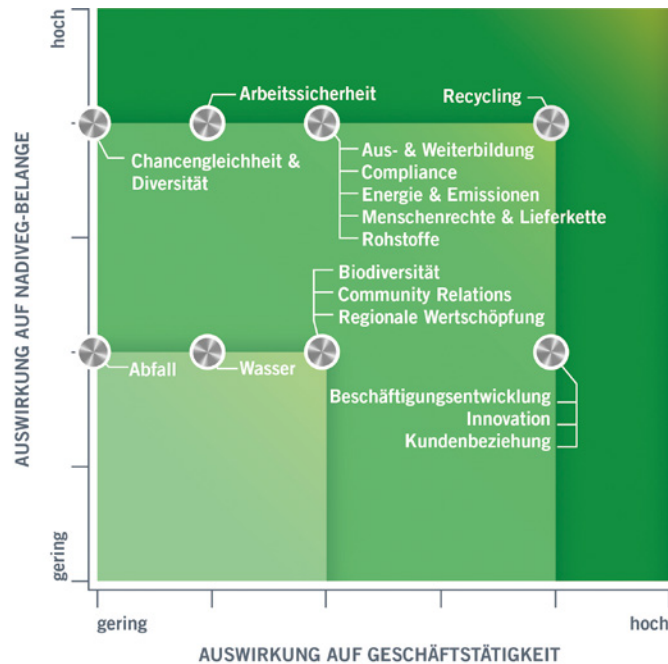 hoch
Arbeitssicherheit
Recycling
Chancengleichheit &
Diversität
Aus- & Weiterbildung
Compliance
Energie & Emissionen
Menschenrechte & Lieferkette
Rohstoffe
AUSWIRKUNG AUF NADIVEG-BELANGE
Biodiversität
Community Relations
Regionale Wertschöpfung
Abfall
Wasser
Beschäftigungsentwicklung
Innovation
Kundenbeziehung
gering
gering
hoch
AUSWIRKUNG AUF GESCHÄFTSTÄTIGKEIT